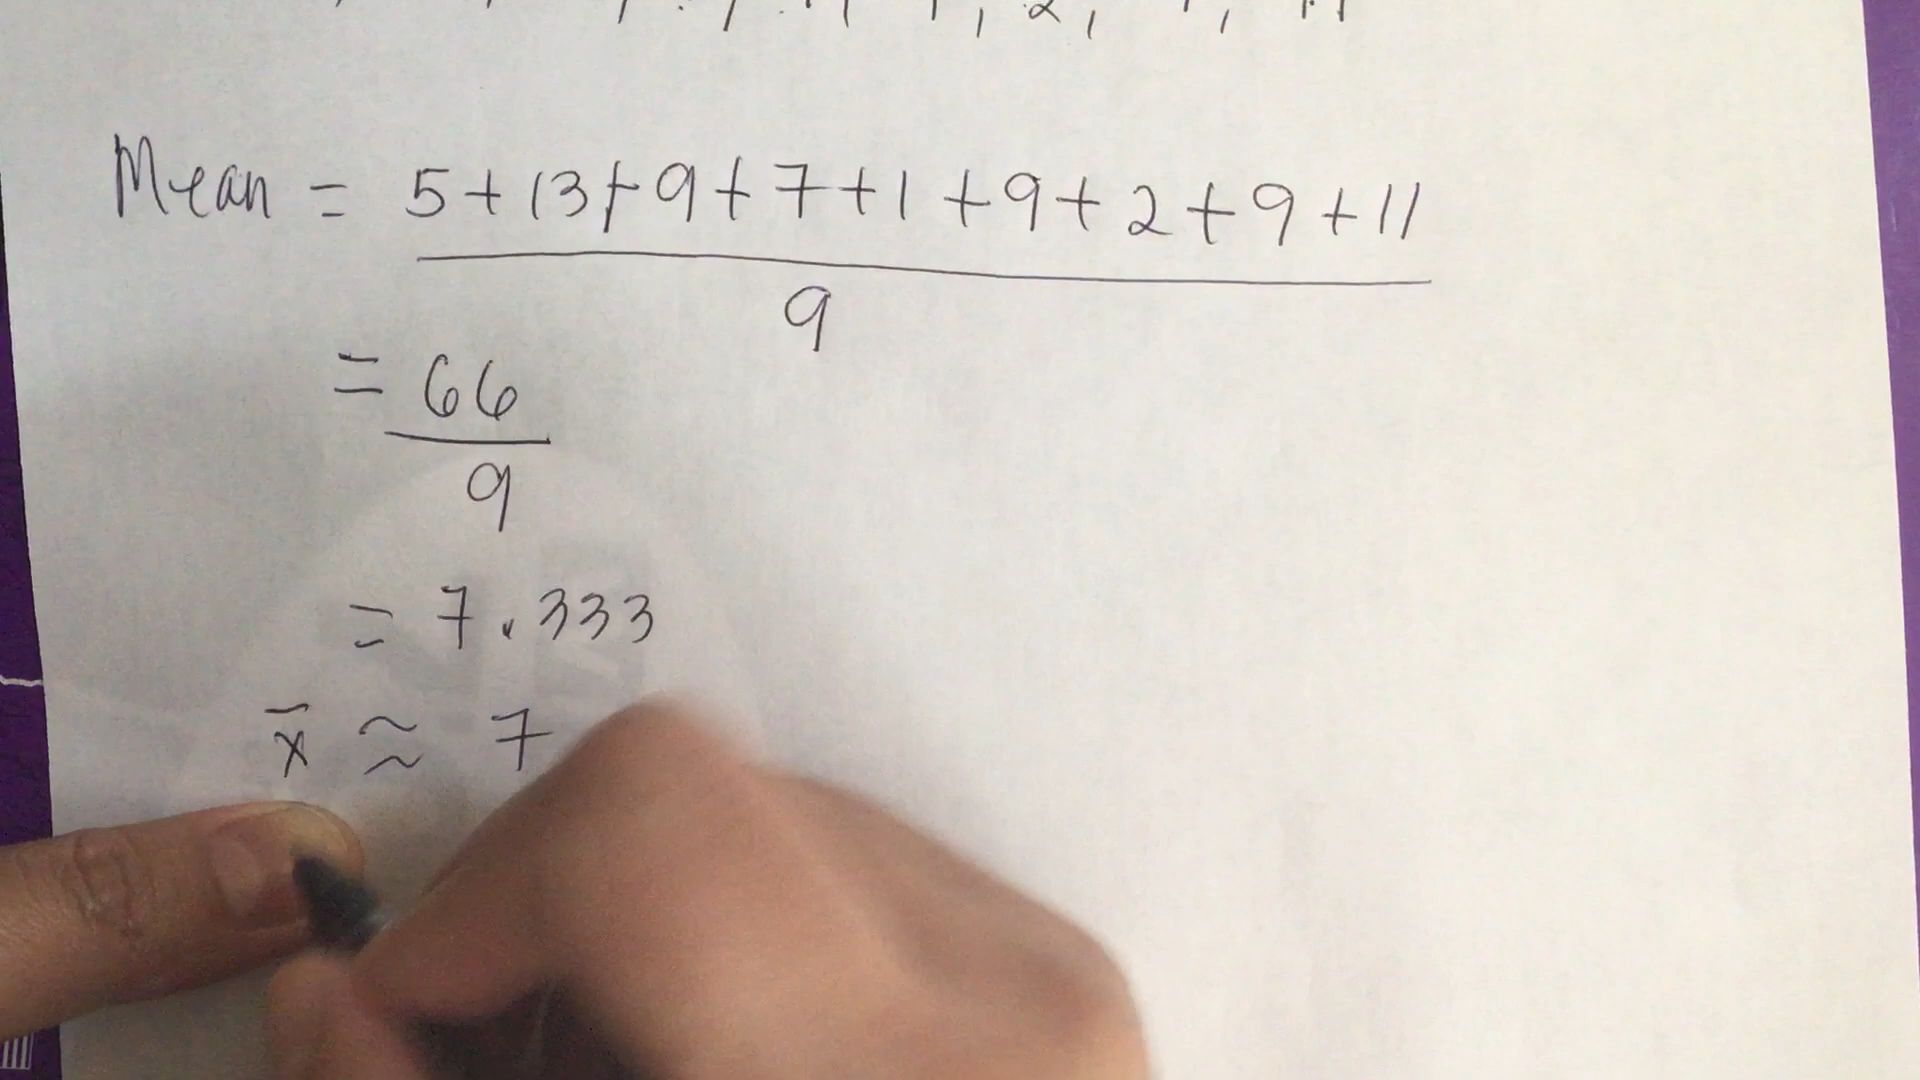 Mean = 5+13+9+7+1+9+2+9+11
9
= 66
9
= 7.333
x̄ ≈ 7